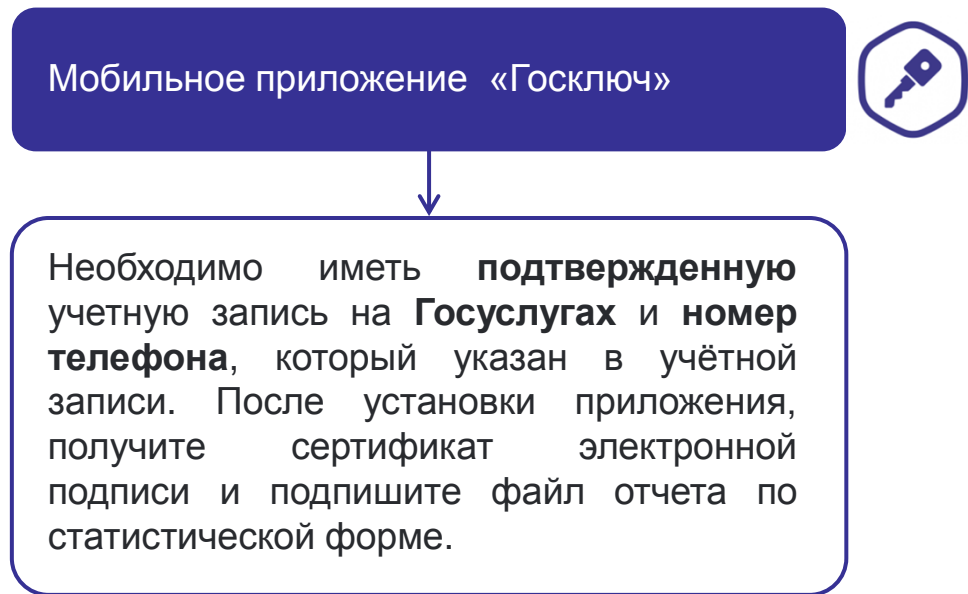 Мобильное приложение «Госключ»
Необходимо иметь подтвержденную
учетную запись на Госуслугах и номер
телефона, который указан в учётной
записи. После установки приложения,
получите сертификат электронной
подписи и подпишите файл отчета по
статистической форме.